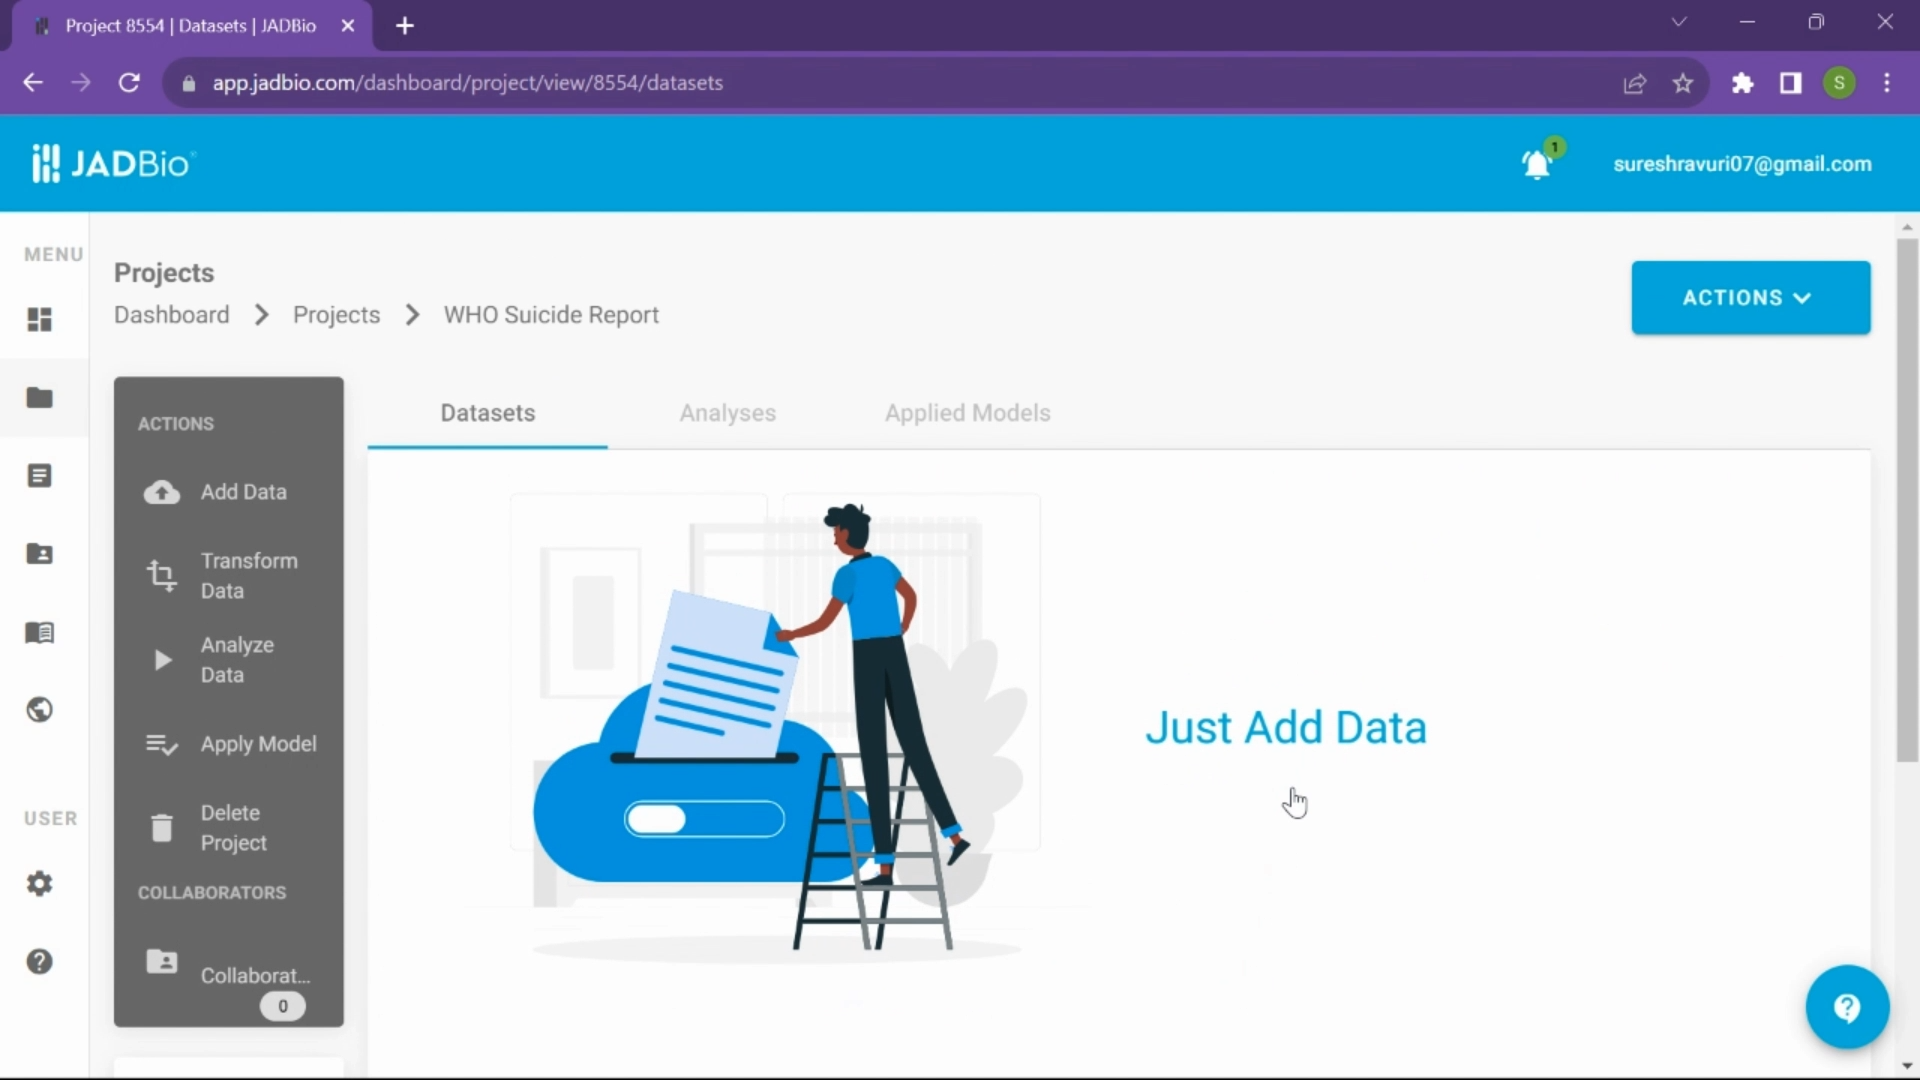 Project 8554 | Datasets | JADBio
app.jadbio.com/dashboard/project/view/8554/datasets
S
JADBio
1
sureshravuri07@gmail.com
MENU
Projects
Dashboard > Projects > WHO Suicide Report
ACTIONS
ACTIONS
Datasets
Analyses
Applied Models
Add Data
Transform
Data
Analyze
Data
Apply Model
Delete
Project
COLLABORATORS
Collaborat...
0
Just Add Data
USER